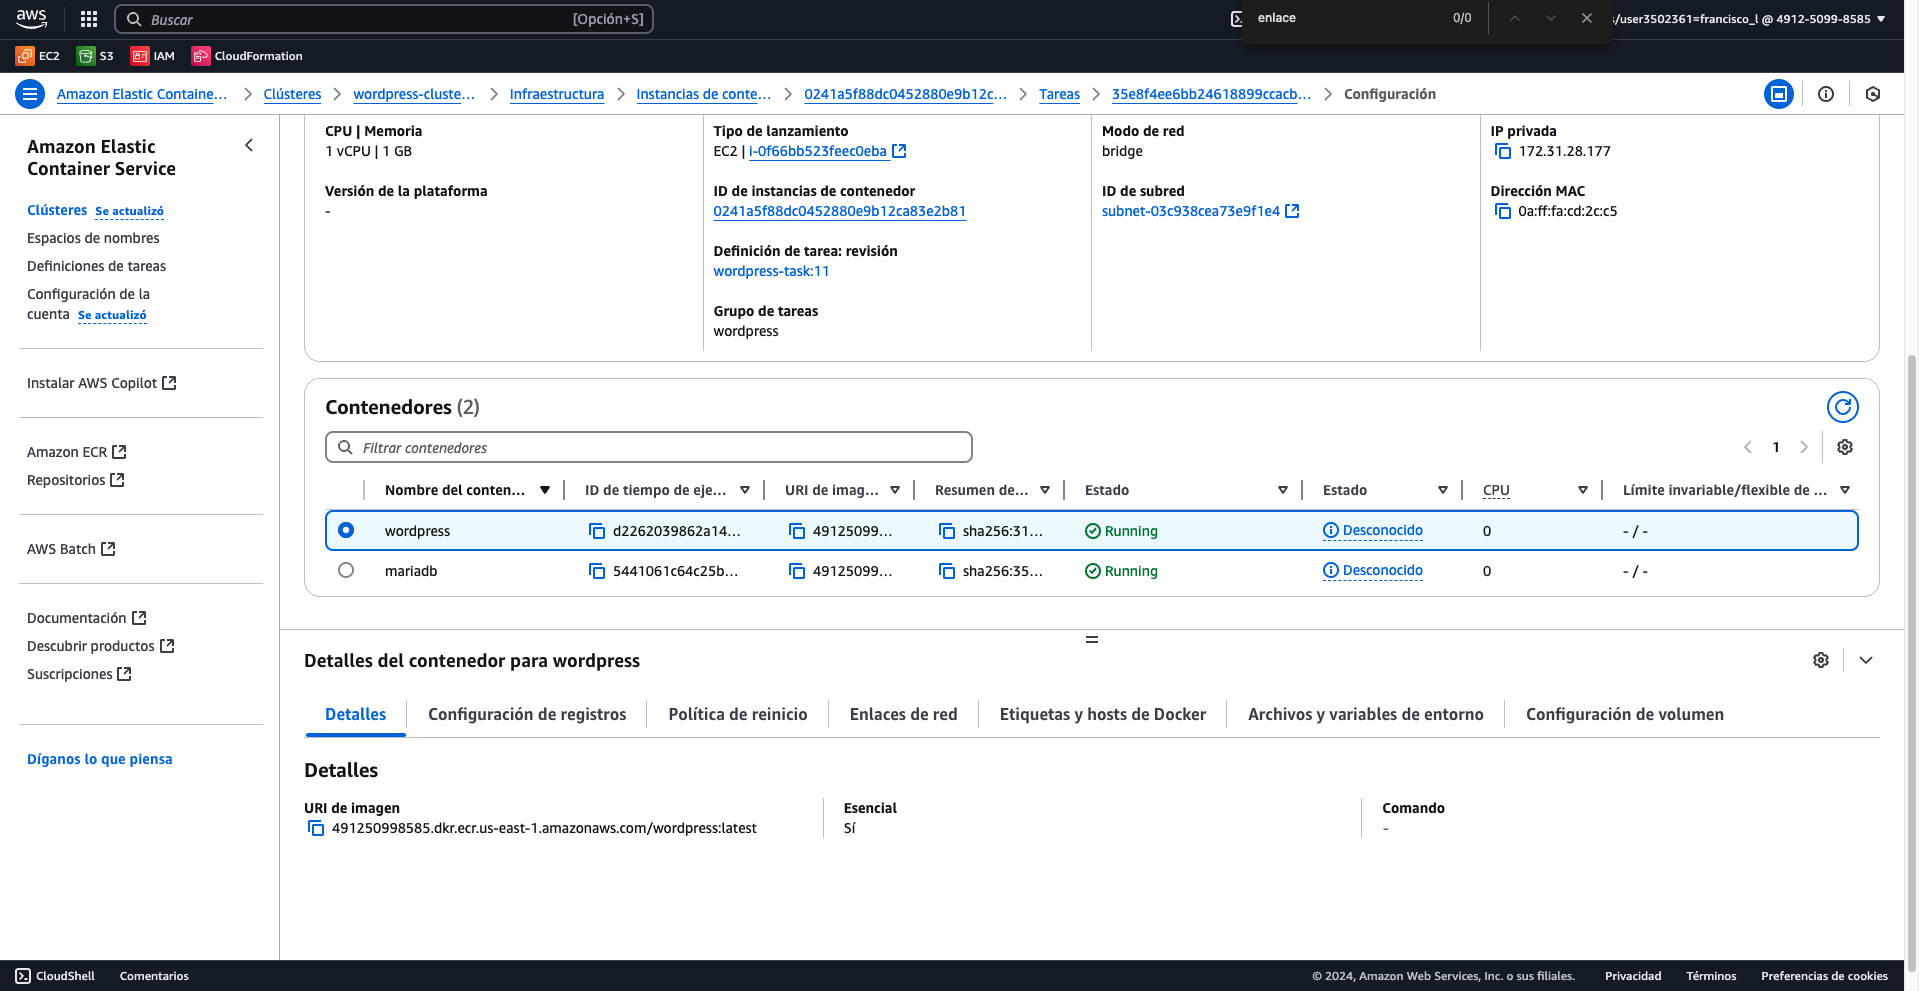 aws
Buscar [Opción+S]
enlace 0/0
s/user3502361=francisco_l @ 4912-5099-8585
EC2 S3 IAM CloudFormation
Amazon Elastic Containe... Clústeres wordpress-cluste... Infraestructura Instancias de conte... 0241a5f88dc0452880e9b12c... Tareas 35e8f4ee6bb24618899ccacb... Configuración
Amazon Elastic
Container Service
Clústeres Se actualizó
Espacios de nombres
Definiciones de tareas
Configuración de la
cuenta Se actualizó
Instalar AWS Copilot
Amazon ECR
Repositorios
AWS Batch
Documentación
Descubrir productos
Suscripciones
Díganos lo que piensa
CPU | Memoria
1 vCPU | 1 GB
Versión de la plataforma
-
Tipo de lanzamiento
EC2 | i-0f66bb523feec0eba
ID de instancias de contenedor
0241a5f88dc0452880e9b12ca83e2b81
Definición de tarea: revisión
wordpress-task:11
Grupo de tareas
wordpress
Modo de red
bridge
ID de subred
subnet-03c938cea73e9f1e4
IP privada
172.31.28.177
Dirección MAC
0a:ff:fa:cd:2c:c5
Contenedores (2)
Filtrar contenedores
1
Nombre del conten... ID de tiempo de eje... URI de imag... Resumen de... Estado Estado CPU Límite invariable/flexible de ...
wordpress d2262039862a14... 49125099... sha256:31... Running Desconocido 0 - / -
mariadb 5441061c64c25b... 49125099... sha256:35... Running Desconocido 0 - / -
Detalles del contenedor para wordpress
Detalles Configuración de registros Política de reinicio Enlaces de red Etiquetas y hosts de Docker Archivos y variables de entorno Configuración de volumen
Detalles
URI de imagen
491250998585.dkr.ecr.us-east-1.amazonaws.com/wordpress:latest
Esencial
Sí
Comando
-
CloudShell Comentarios © 2024, Amazon Web Services, Inc. o sus filiales. Privacidad Términos Preferencias de cookies